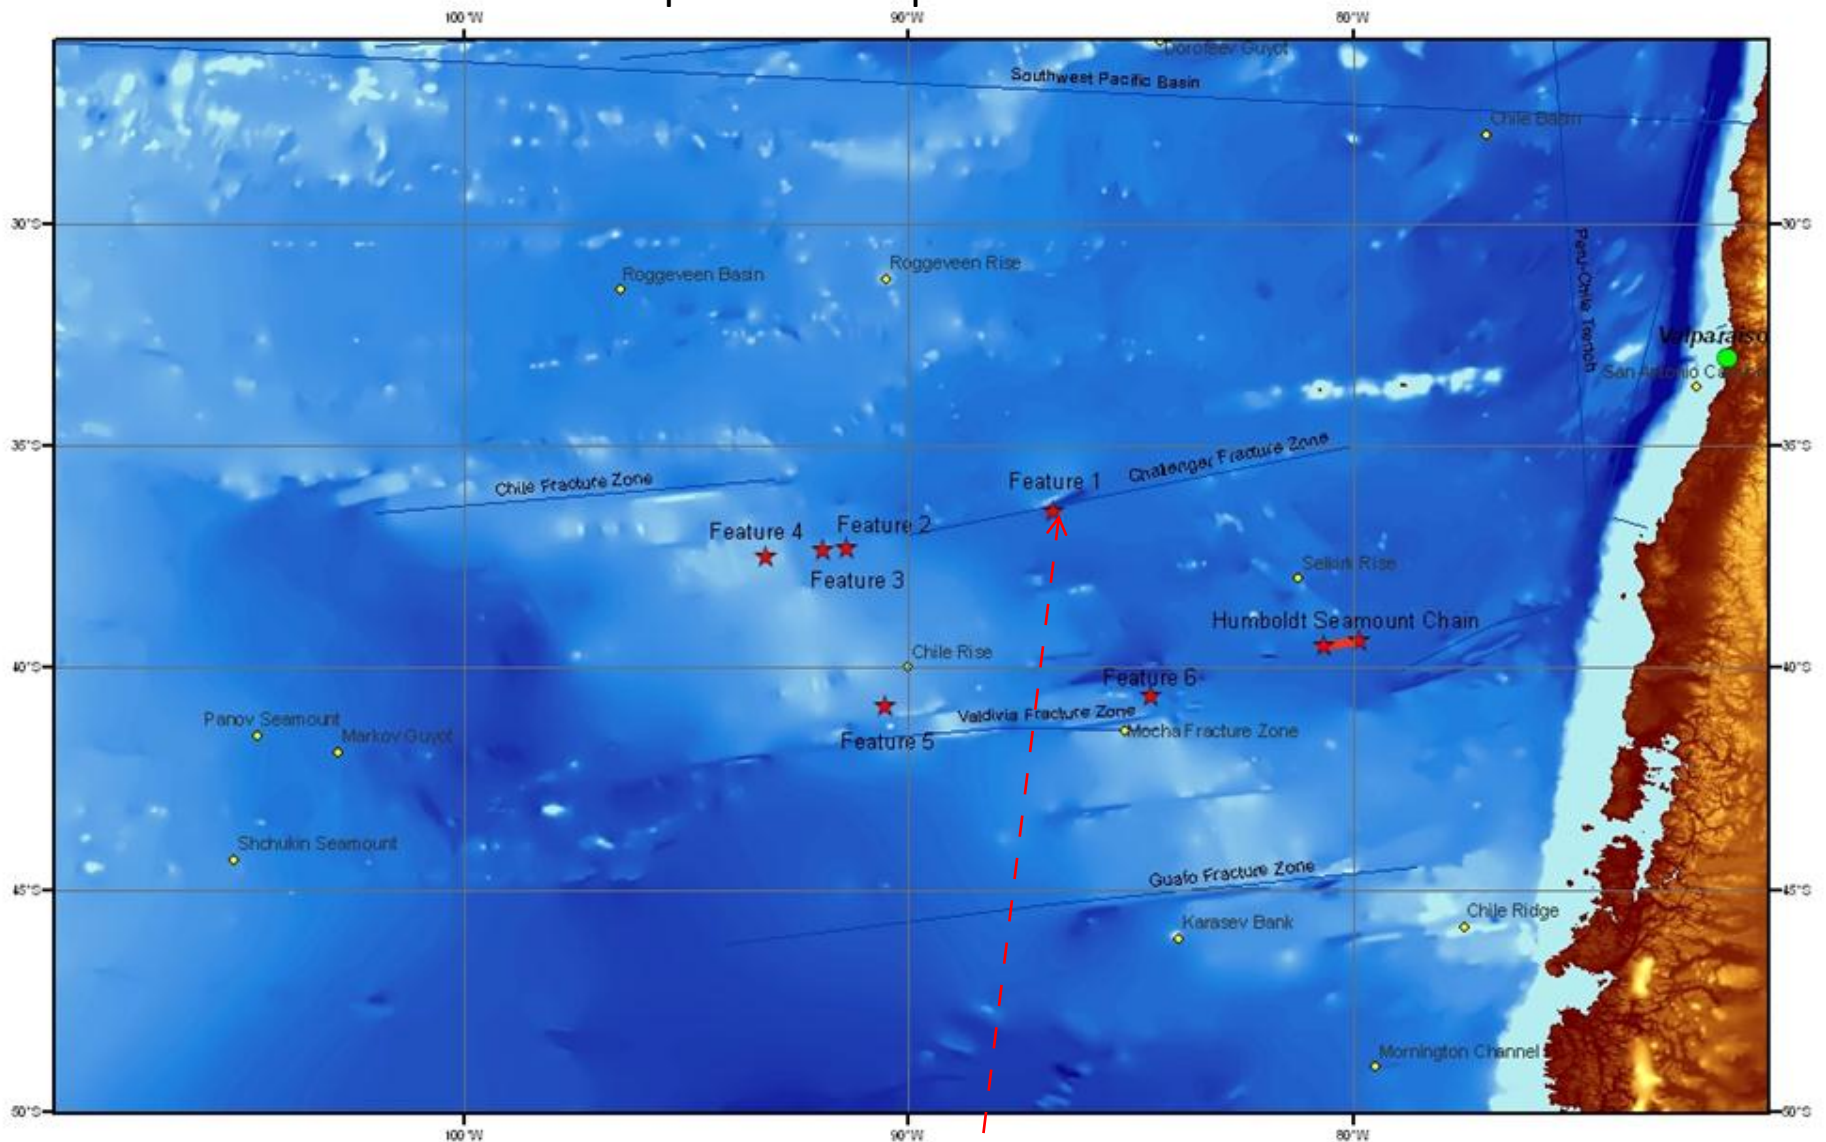 100°W 90°W 80°W
Dorofeev Guyot
Southwest Pacific Basin
Chile Basin
30°S 30°S
Peru-Chile Trench
Roggeveen Basin
Roggeveen Rise
Valparaiso
San Antonio
35°S 35°S
Challenger Fracture Zone
Chile Fracture Zone
Feature 1
Feature 4
Feature 2
Feature 3
Selkirk Rise
Humboldt Seamount Chain
Chile Rise
40°S 40°S
Feature 6
Valdivia Fracture Zone
Panov Seamount
Markov Guyot
Feature 5
Mocha Fracture Zone
Shchukin Seamount
Guafo Fracture Zone
45°S 45°S
Karasev Bank
Chile Ridge
Mornington Channel
50°S 50°S
100°W 90°W 80°W